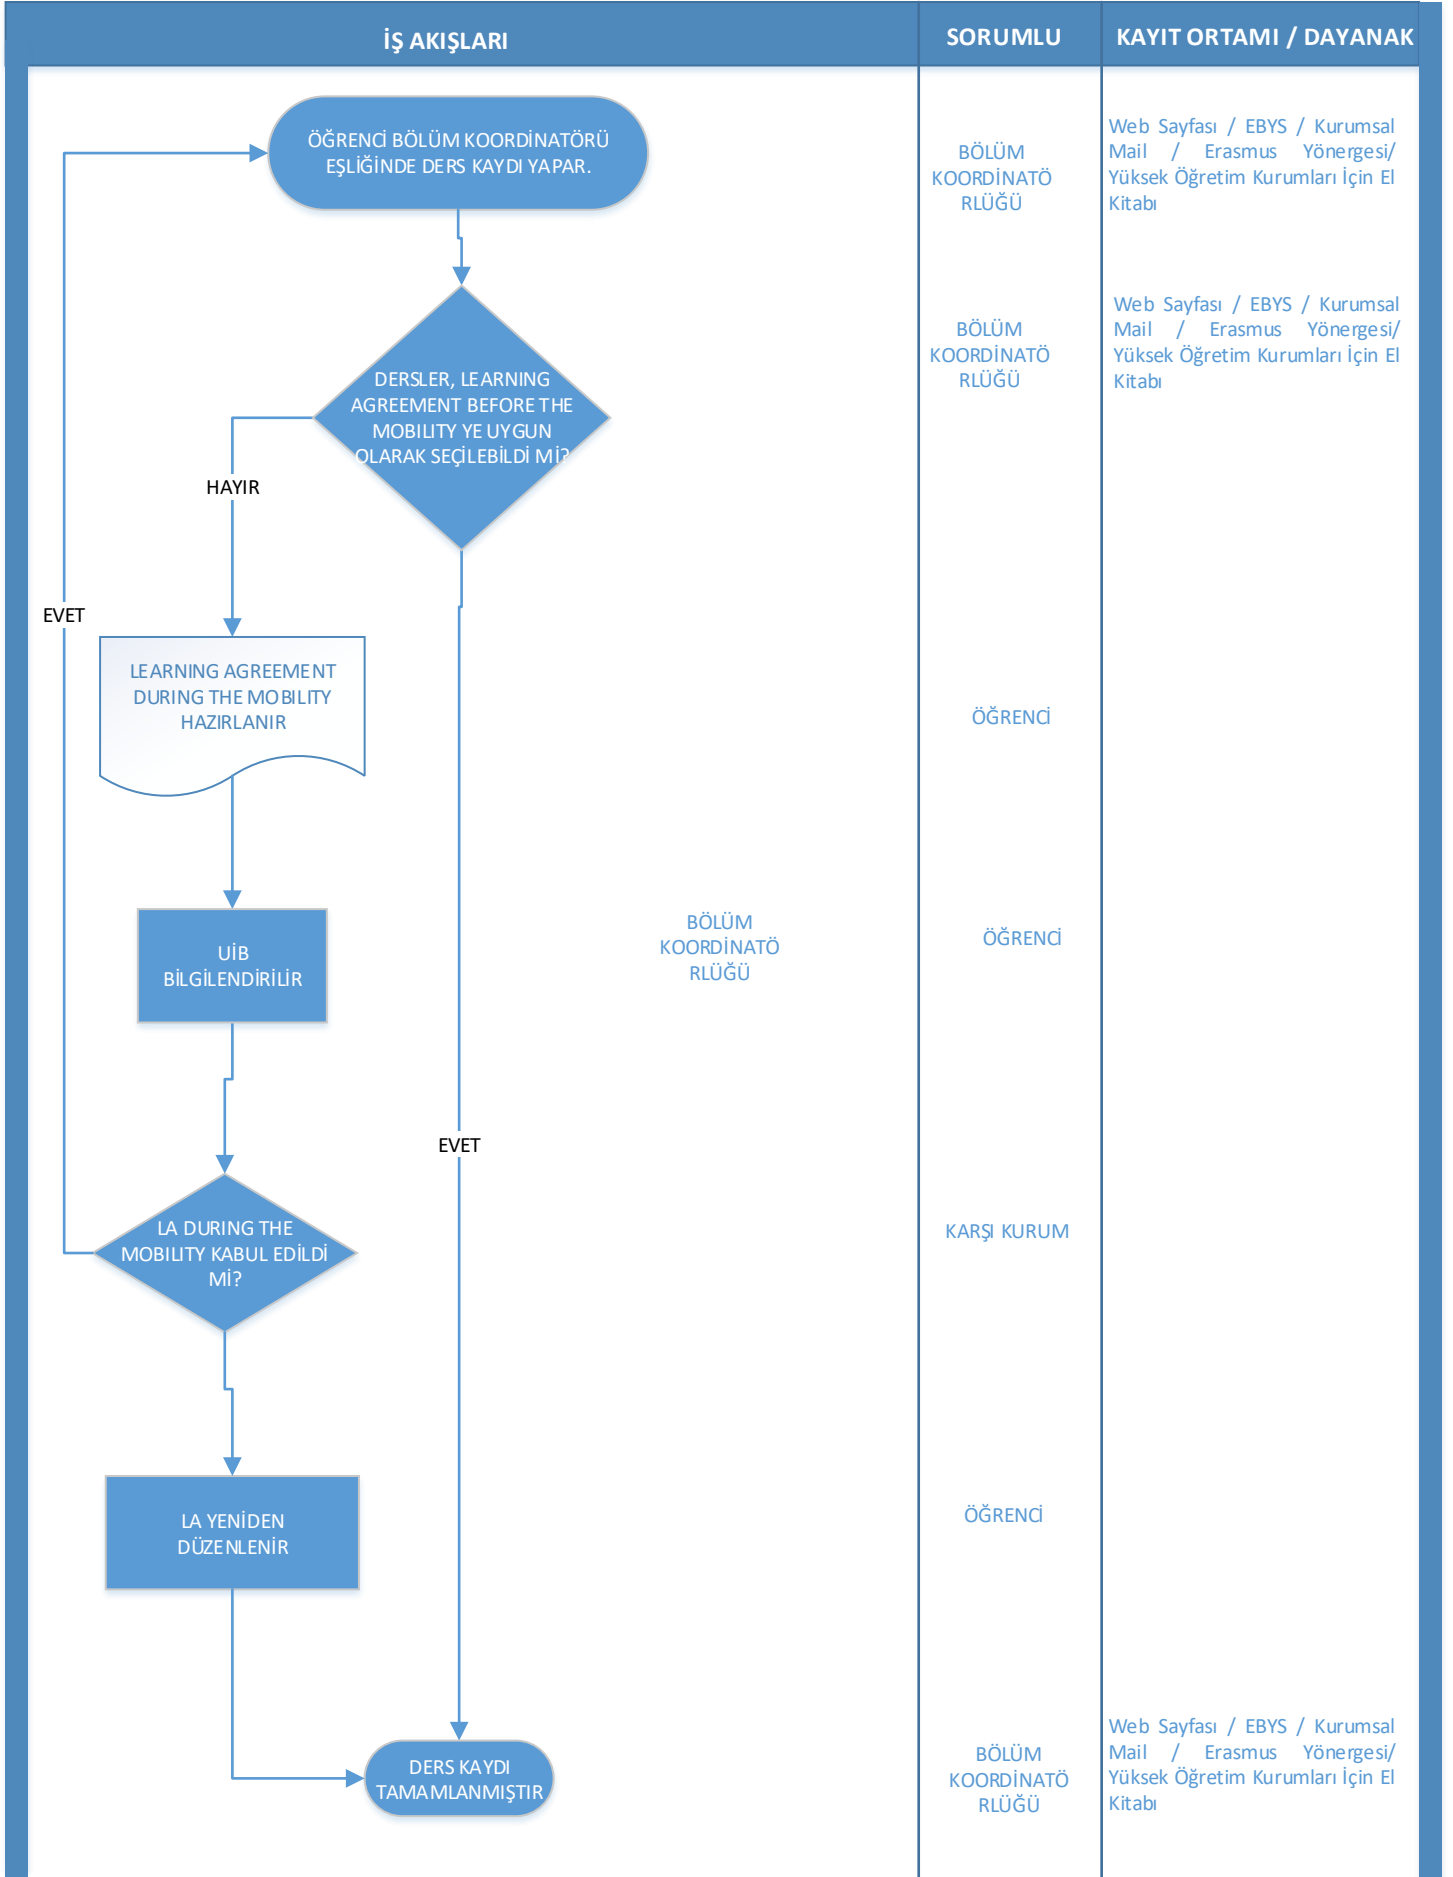 İŞ AKIŞLARI
SORUMLU
KAYIT ORTAMI / DAYANAK
ÖĞRENCİ BÖLÜM KOORDİNATÖRÜ
EŞLİĞİNDE DERS KAYDI YAPAR.
BÖLÜM
KOORDİNATÖ
RLÜĞÜ
Web Sayfası / EBYS / Kurumsal
Mail / Erasmus Yönergesi/
Yüksek Öğretim Kurumları İçin El
Kitabı
DERSLER, LEARNING
AGREEMENT BEFORE THE
MOBILITY YE UYGUN
OLARAK SEÇİLEBİLDİ Mİ?
BÖLÜM
KOORDİNATÖ
RLÜĞÜ
Web Sayfası / EBYS / Kurumsal
Mail / Erasmus Yönergesi/
Yüksek Öğretim Kurumları İçin El
Kitabı
HAYIR
EVET
LEARNING AGREEMENT
DURING THE MOBILITY
HAZIRLANIR
ÖĞRENCİ
UİB
BİLGİLENDİRİLİR
BÖLÜM
KOORDİNATÖ
RLÜĞÜ
ÖĞRENCİ
EVET
LA DURING THE
MOBILITY KABUL EDİLDİ
Mİ?
KARŞI KURUM
LA YENİDEN
DÜZENLENİR
ÖĞRENCİ
DERS KAYDI
TAMAMLANMIŞTIR
BÖLÜM
KOORDİNATÖ
RLÜĞÜ
Web Sayfası / EBYS / Kurumsal
Mail / Erasmus Yönergesi/
Yüksek Öğretim Kurumları İçin El
Kitabı